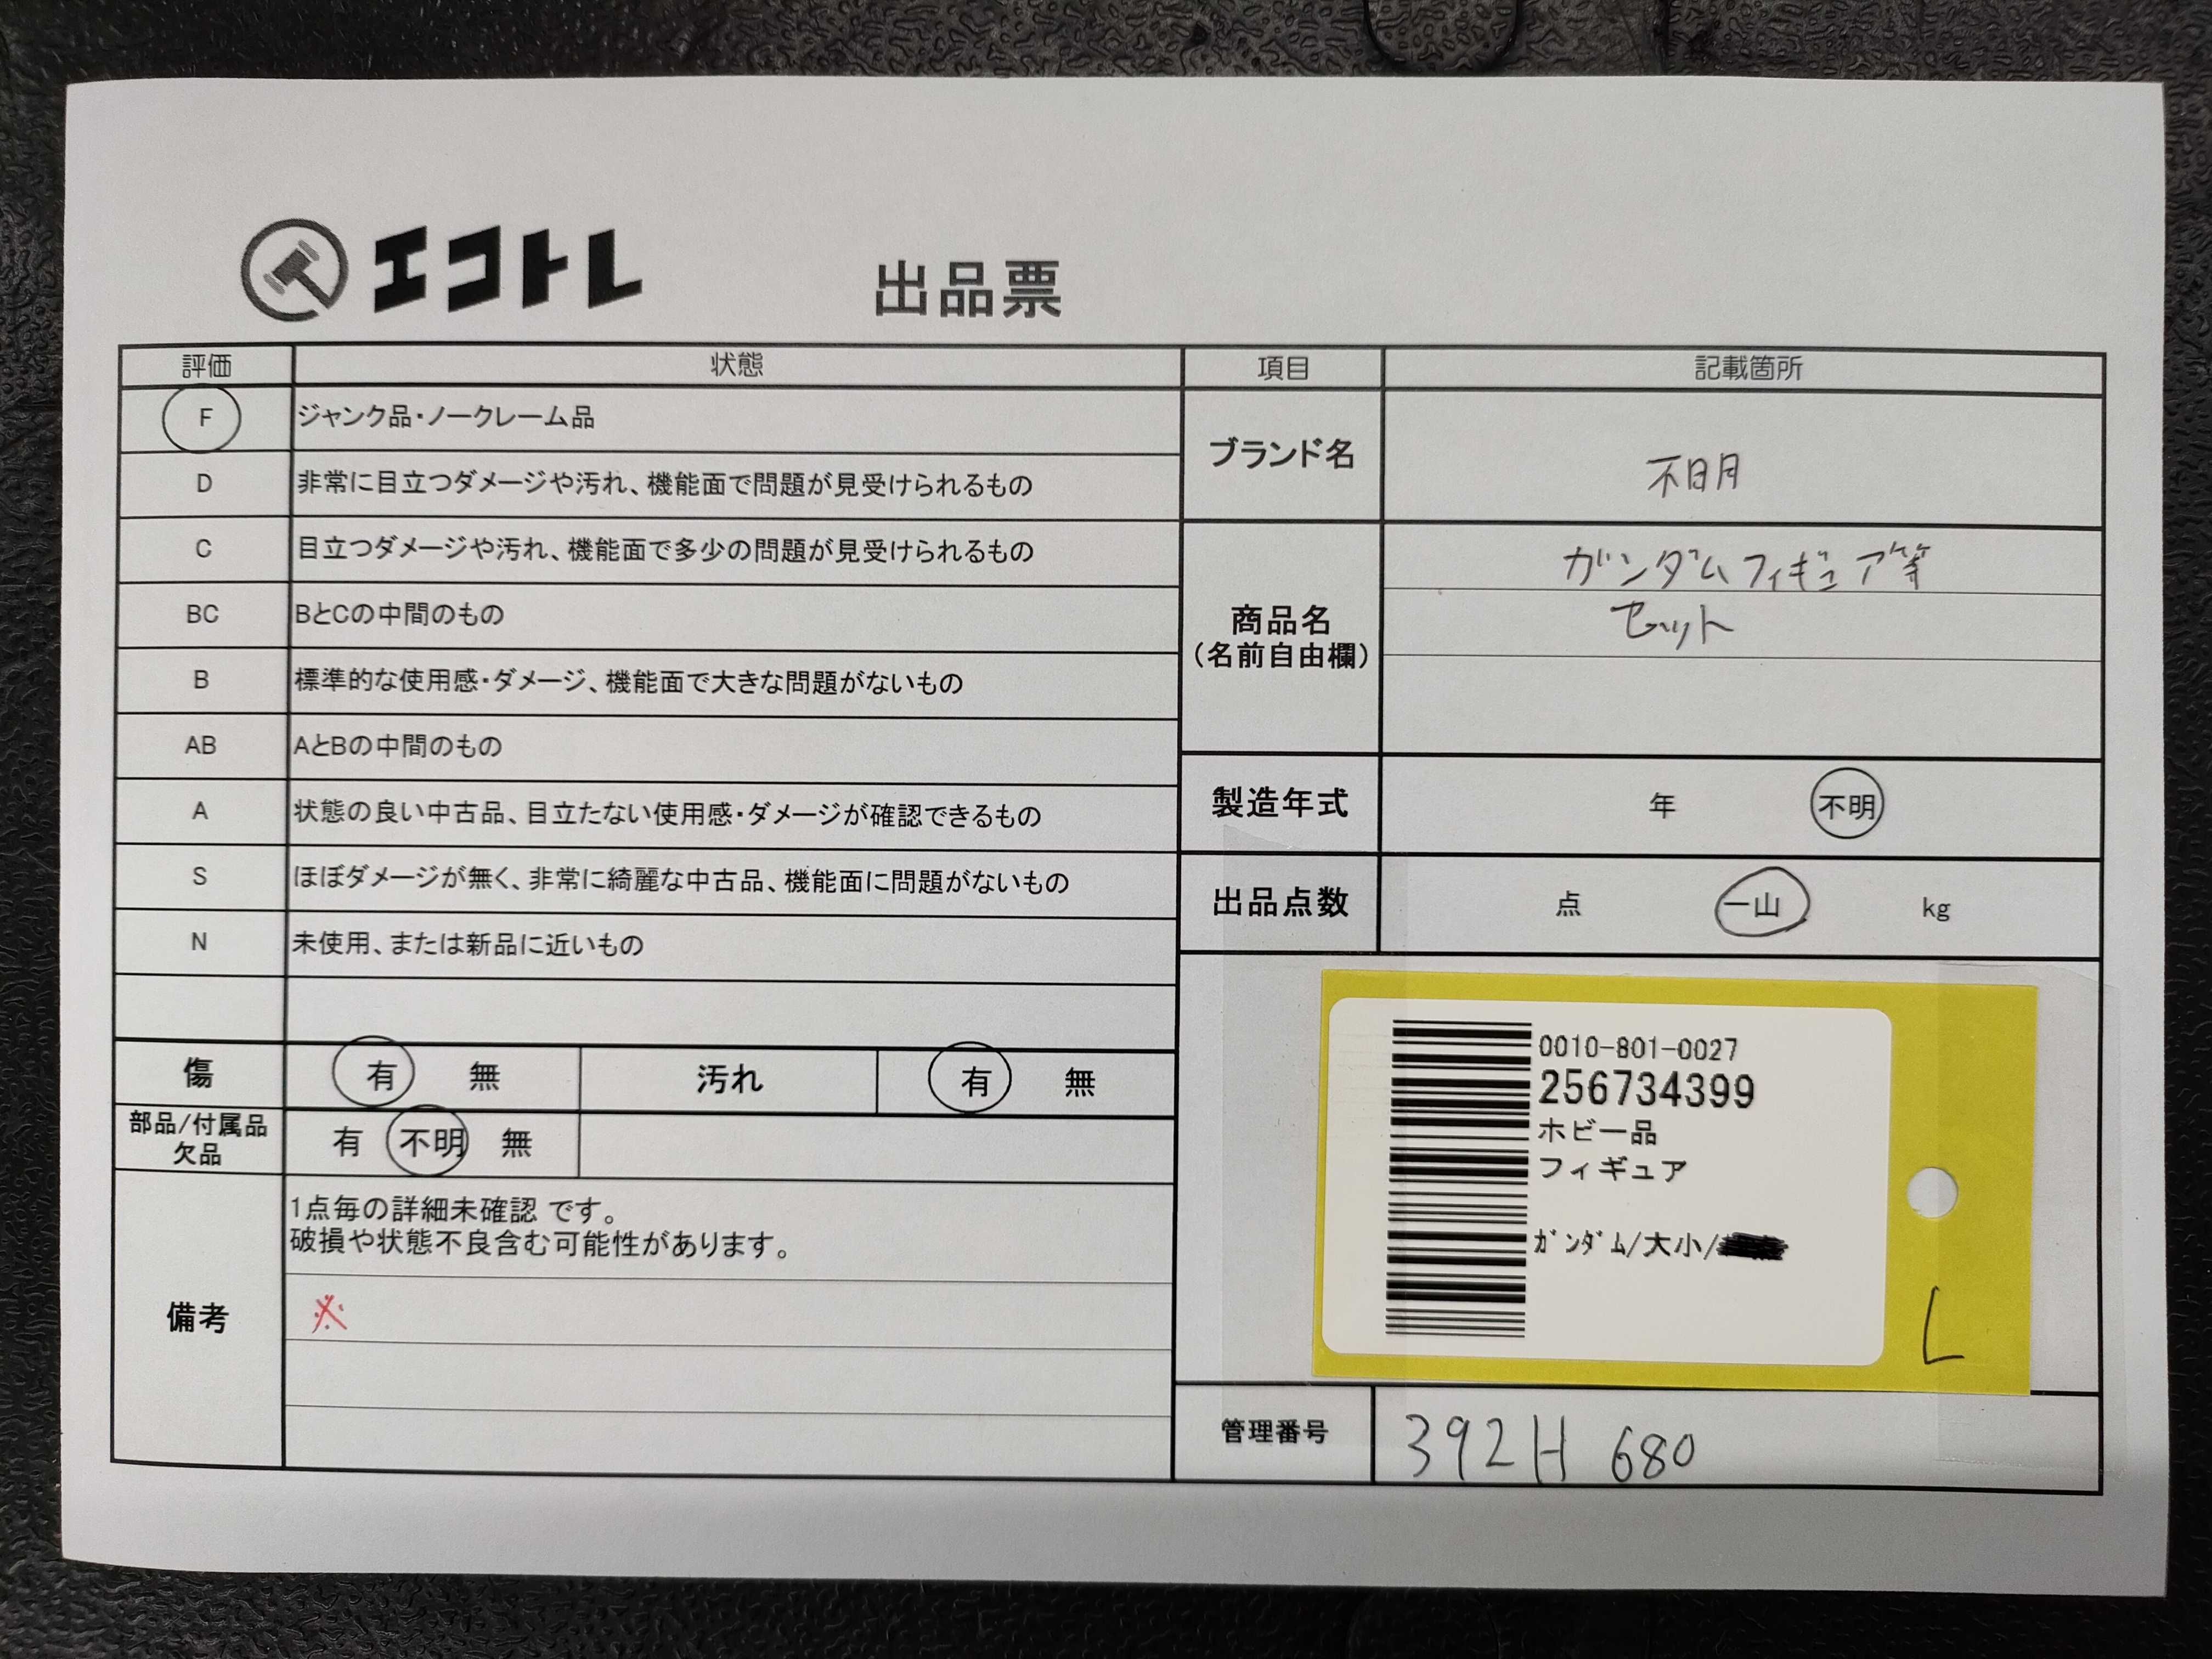 エコトレ
出品票
評価 状態
F ジャンク品・ノークレーム品
D 非常に目立つダメージや汚れ、機能面で問題が見受けられるもの
C 目立つダメージや汚れ、機能面で多少の問題が見受けられるもの
BC BとCの中間のもの
B 標準的な使用感・ダメージ、機能面で大きな問題がないもの
AB AとBの中間のもの
A 状態の良い中古品、目立たない使用感・ダメージが確認できるもの
S ほぼダメージが無く、非常に綺麗な中古品、機能面に問題がないもの
N 未使用、または新品に近いもの
傷 有 無 汚れ 有 無
部品/付属品
欠品
有 不明 無
備考
1点毎の詳細未確認 です。
破損や状態不良含む可能性があります。
※
項目 記載箇所
ブランド名 不明
商品名
(名前自由欄)
ガンダムフィギュア等
セット
製造年式 年 不明
出品点数 点 一山 kg
0010-801-0027
256734399
ホビー品
フィギュア
ｶﾞﾝﾀﾞﾑ/大小/
L
管理番号 392H 680